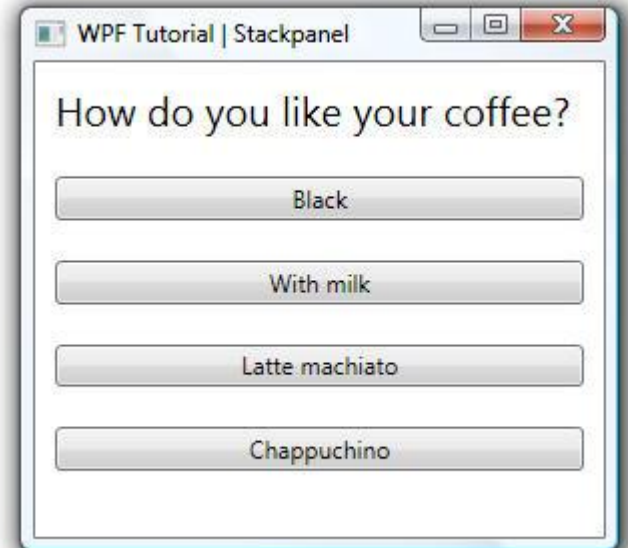 WPF Tutorial | Stackpanel
How do you like your coffee?
Black
With milk
Latte machiato
Chappuchino